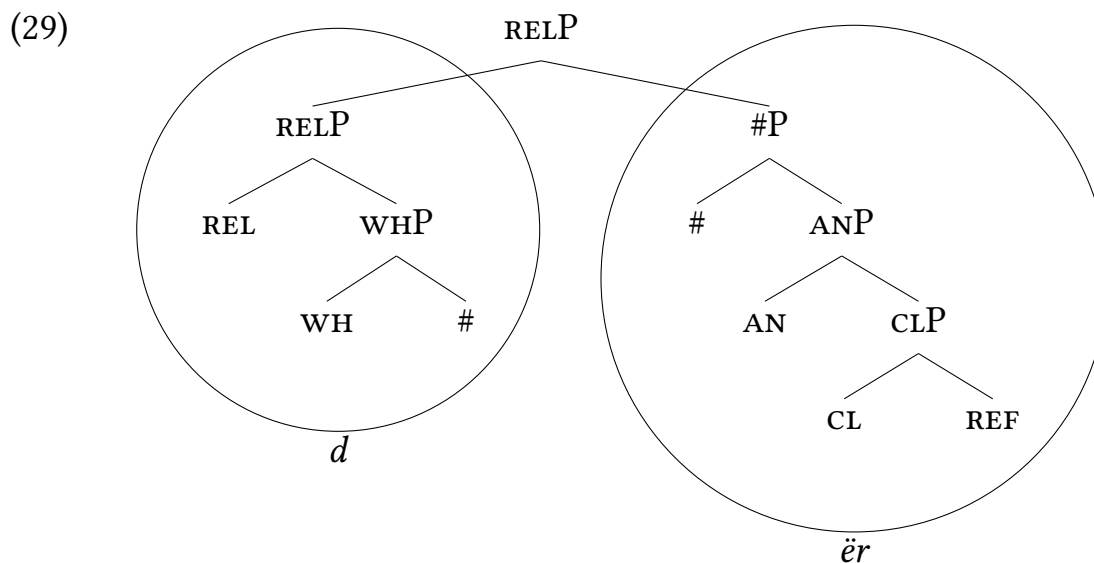 (29) RELP
RELP #P
REL WHP # ANP
WH # AN CLP
CL REF
d
ër